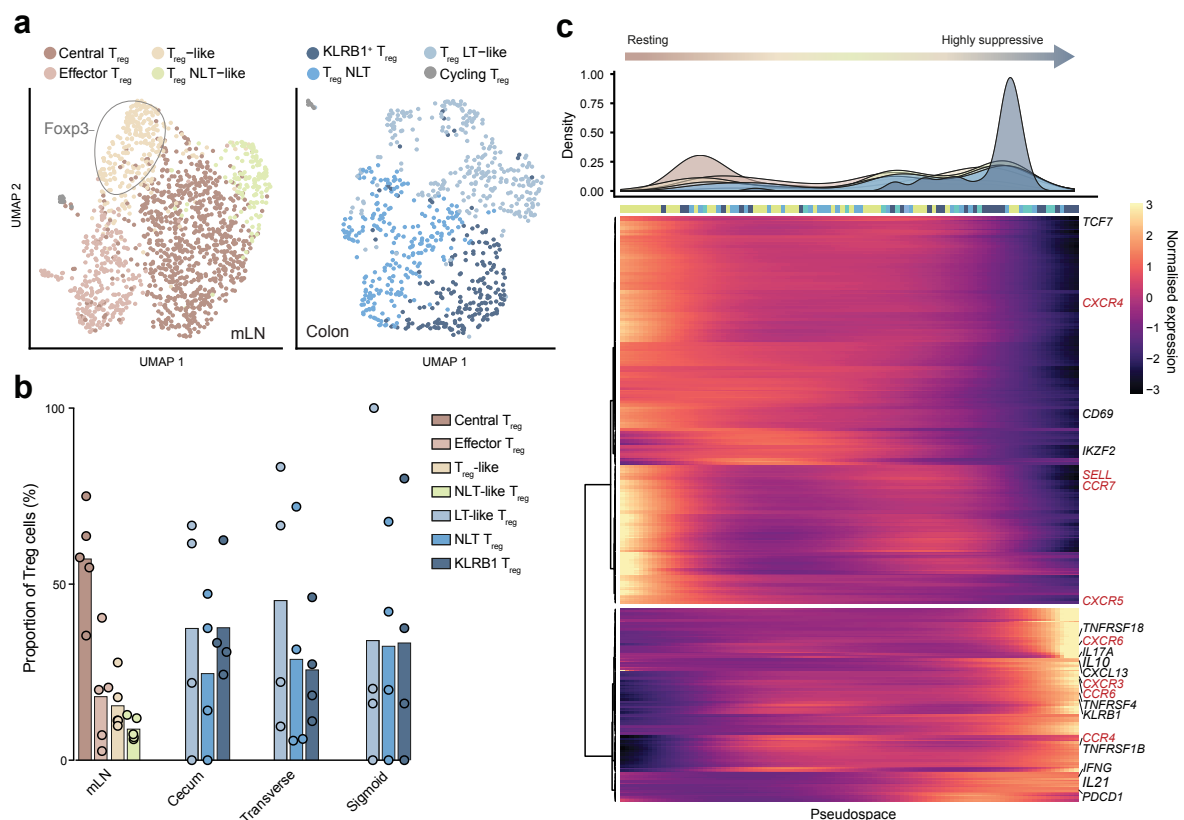 a
Central Treg
Treg-like
Effector Treg
Treg NLT-like
KLRB1+ Treg
Treg LT-like
Treg NLT
Cycling Treg
Foxp3-
UMAP 2
mLN
Colon
UMAP 1
UMAP 1
b
Proportion of Treg cells (%)
100
50
0
mLN
Cecum
Transverse
Sigmoid
Central Treg
Effector Treg
Treg-like
NLT-like Treg
LT-like Treg
NLT Treg
KLRB1 Treg
c
Resting
Highly suppressive
Density
1.00
0.75
0.50
0.25
0.00
TCF7
CXCR4
CD69
IKZF2
SELL
CCR7
CXCR5
TNFRSF18
CXCR6
IL17A
IL10
CXCL13
CXCR3
CCR6
TNFRSF4
KLRB1
CCR4
TNFRSF1B
IFNG
IL21
PDCD1
Pseudospace
3
2
1
0
−1
−2
−3
Normalised expression